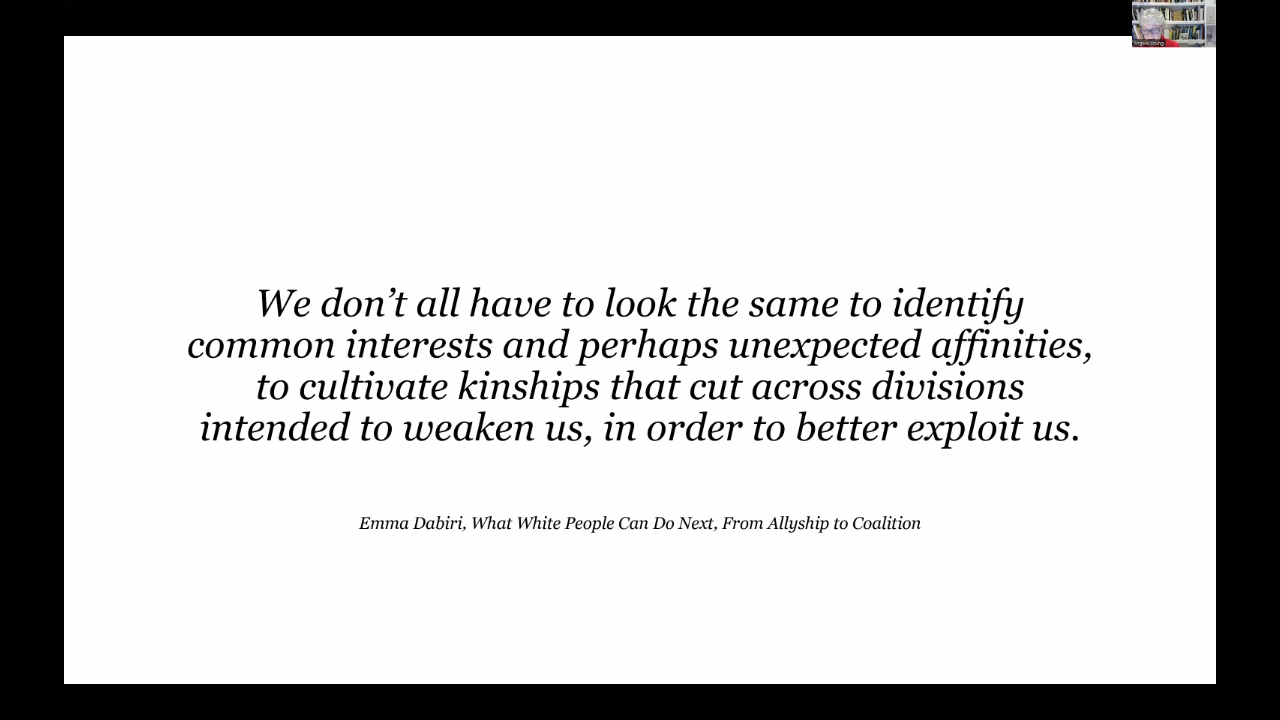 Angela Young
We don’t all have to look the same to identify
common interests and perhaps unexpected affinities,
to cultivate kinships that cut across divisions
intended to weaken us, in order to better exploit us.
Emma Dabiri, What White People Can Do Next, From Allyship to Coalition